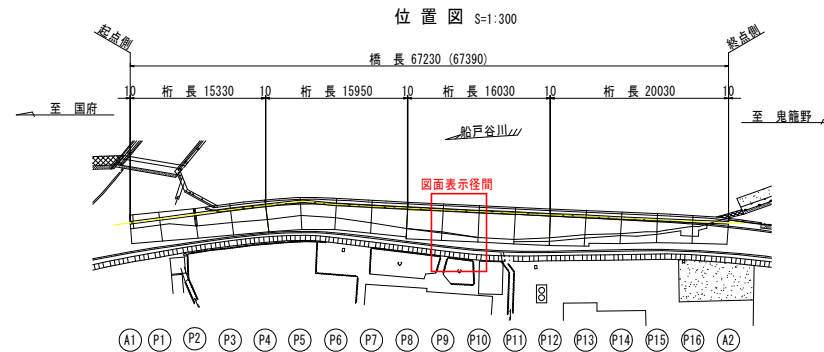 位 置 図 S=1:300
起点側
終点側
橋 長 67230 (67390)
10 桁 長 15330 10 桁 長 15950 10 桁 長 16030 10 桁 長 20030 10
至 国府
船戸谷川
至 鬼籠野
図面表示径間
A1 P1 P2 P3 P4 P5 P6 P7 P8 P9 P10 P11 P12 P13 P14 P15 P16 A2